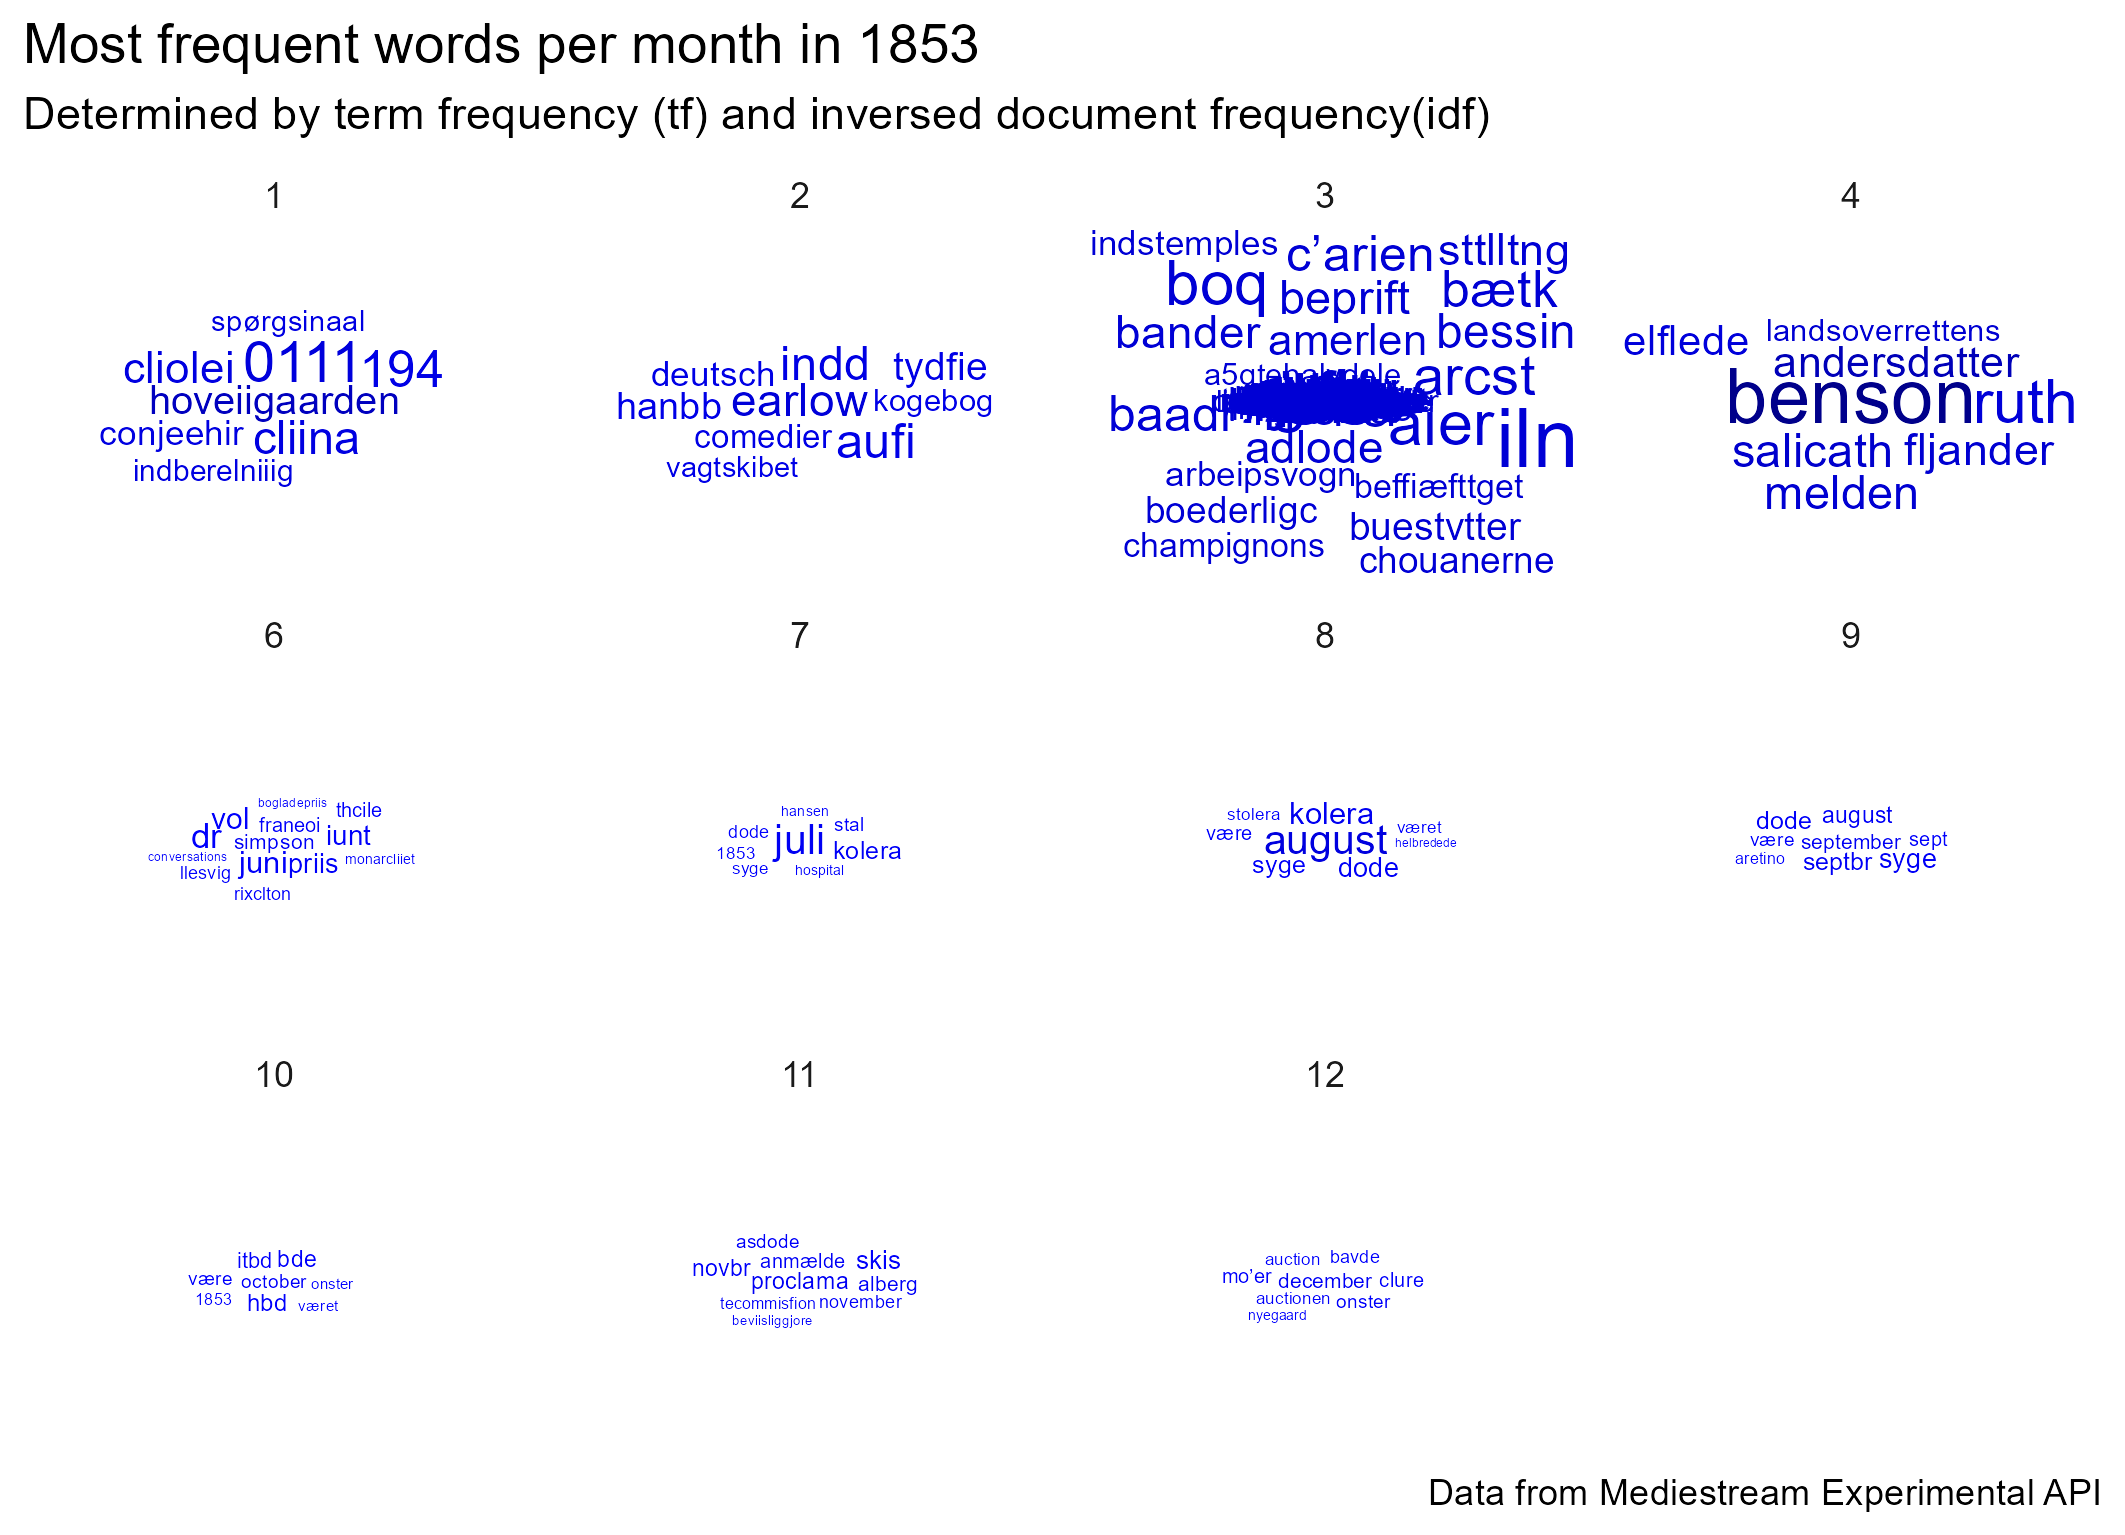 Most frequent words per month in 1853
Determined by term frequency (tf) and inversed document frequency(idf)
1
spørgsinaal
cliolei 0111 194
hoveiigaarden
conjeehir cliina
indberelniiig
2
deutsch indd tydfie
hanbb earlow kogebog
comedier aufi
vagtskibet
3
indstemples c’arien sttlltng
boq beprift bætk
bander amerlen bessin
arcst
aler iln
adlode
arbeipsvogn beffiæfttget
boederligc buestvtter
champignons chouanerne
4
elflede landsoverrettens
andersdatter
benson ruth
salicath fljander
melden
6
bogladepriis
vol franeoi thcile
dr simpson iunt
conversations juni priis monarcliiet
llesvig
rixclton
7
hansen
dode juli stal
1853 kolera
syge hospital
8
stolera kolera
være august været
helbredede
syge dode
9
dode august
være september sept
aretino septbr syge
10
itbd bde
være october onster
1853 hbd været
11
asdode
novbr anmælde skis
proclama alberg
tecommisfion november
beviisliggjore
12
auction bavde
mo’er december clure
auctionen onster
nyegaard
Data from Mediestream Experimental API